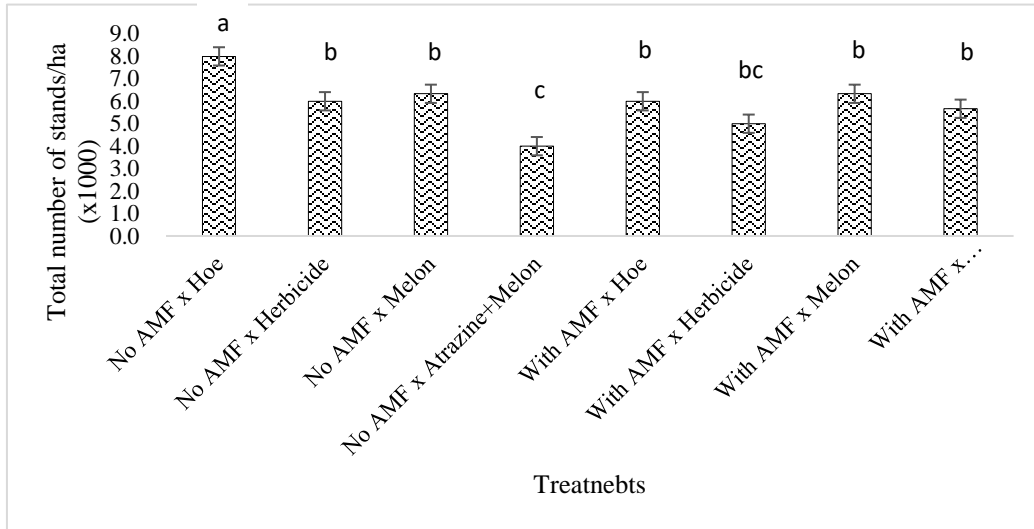 Total number of stands/ha
(x1000)
9.0
8.0
7.0
6.0
5.0
4.0
3.0
2.0
1.0
0.0
a
b
b
c
b
bc
b
b
No AMF x Hoe
No AMF x Herbicide
No AMF x Melon
No AMF x Atrazine+Melon
With AMF x Hoe
With AMF x Herbicide
With AMF x Melon
With AMF x…
Treatnebts